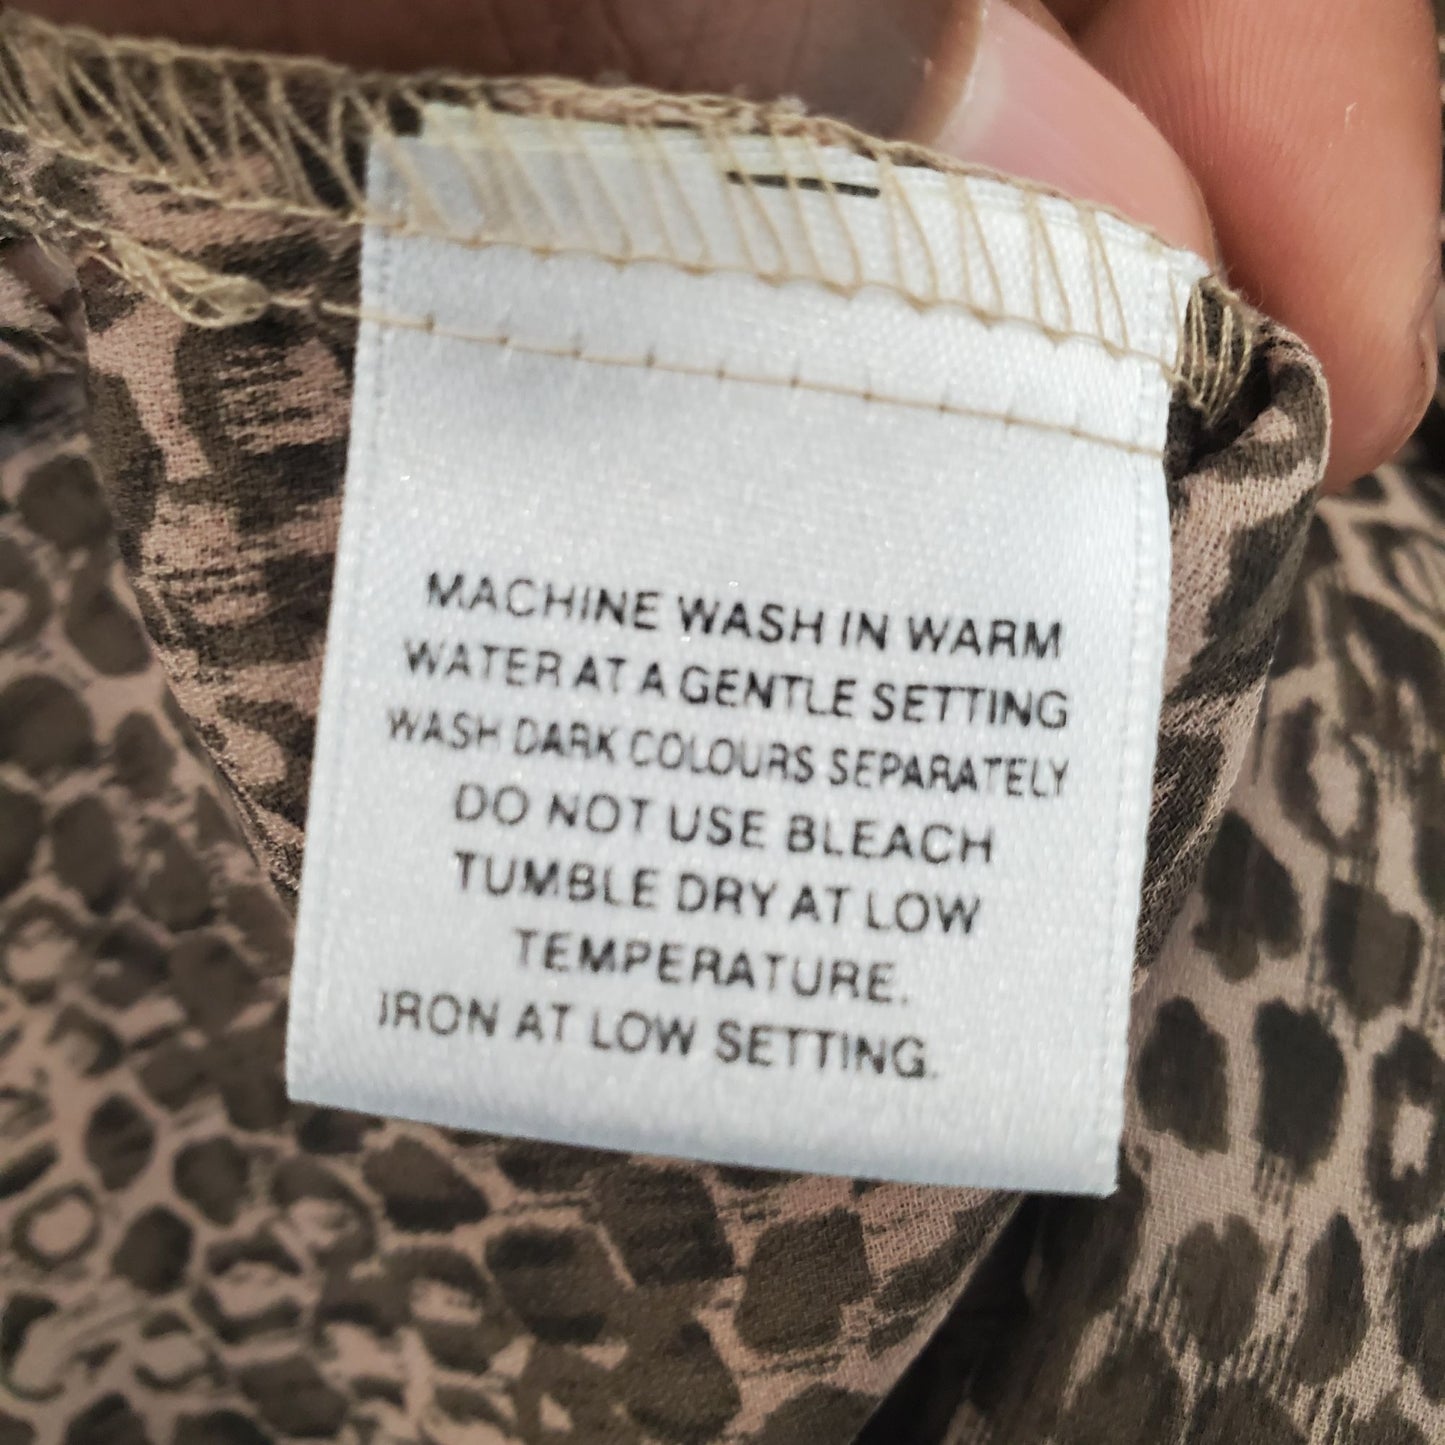 MACHINE WASH IN WARM
WATER AT A GENTLE SETTING
WASH DARK COLOURS SEPARATELY
DO NOT USE BLEACH
TUMBLE DRY AT LOW
TEMPERATURE.
IRON AT LOW SETTING.